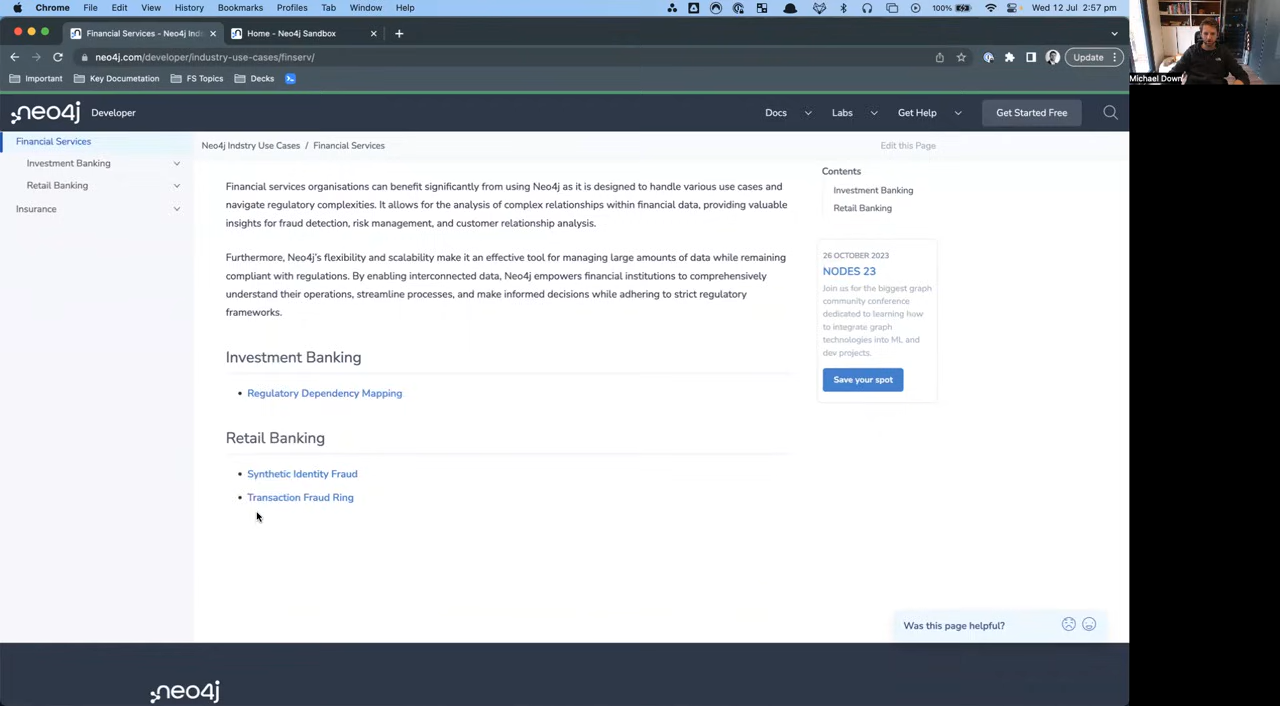 Chrome File Edit View History Bookmarks Profiles Tab Window Help 100% Wed 12 Jul 2:57 pm
Financial Services - Neo4j Ind Home - Neo4j Sandbox
neo4j.com/developer/industry-use-cases/finserv/ Update
Important Key Documentation FS Topics Decks
Michael Down
neo4j Developer Docs Labs Get Help Get Started Free
Financial Services
Investment Banking
Retail Banking
Insurance
Neo4j Indstry Use Cases / Financial Services Edit this Page
Financial services organisations can benefit significantly from using Neo4j as it is designed to handle various use cases and
navigate regulatory complexities. It allows for the analysis of complex relationships within financial data, providing valuable
insights for fraud detection, risk management, and customer relationship analysis.
Furthermore, Neo4j's flexibility and scalability make it an effective tool for managing large amounts of data while remaining
compliant with regulations. By enabling interconnected data, Neo4j empowers financial institutions to comprehensively
understand their operations, streamline processes, and make informed decisions while adhering to strict regulatory
frameworks.
Investment Banking
• Regulatory Dependency Mapping
Retail Banking
• Synthetic Identity Fraud
• Transaction Fraud Ring
Contents
Investment Banking
Retail Banking
26 OCTOBER 2023
NODES 23
Join us for the biggest graph
community conference
dedicated to learning how
to integrate graph
technologies into ML and
dev projects.
Save your spot
Was this page helpful?
neo4j